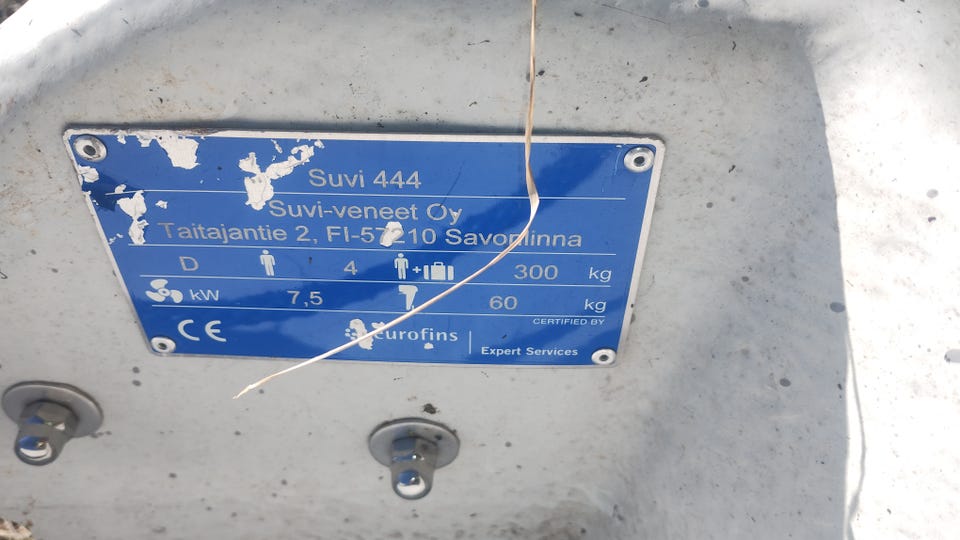 Suvi 444
Suvi-veneet Oy
Taitajantie 2, FI-57210 Savonlinna
D 4 + 300 kg
kW 7,5 60 kg
CE eurofins CERTIFIED BY
Expert Services